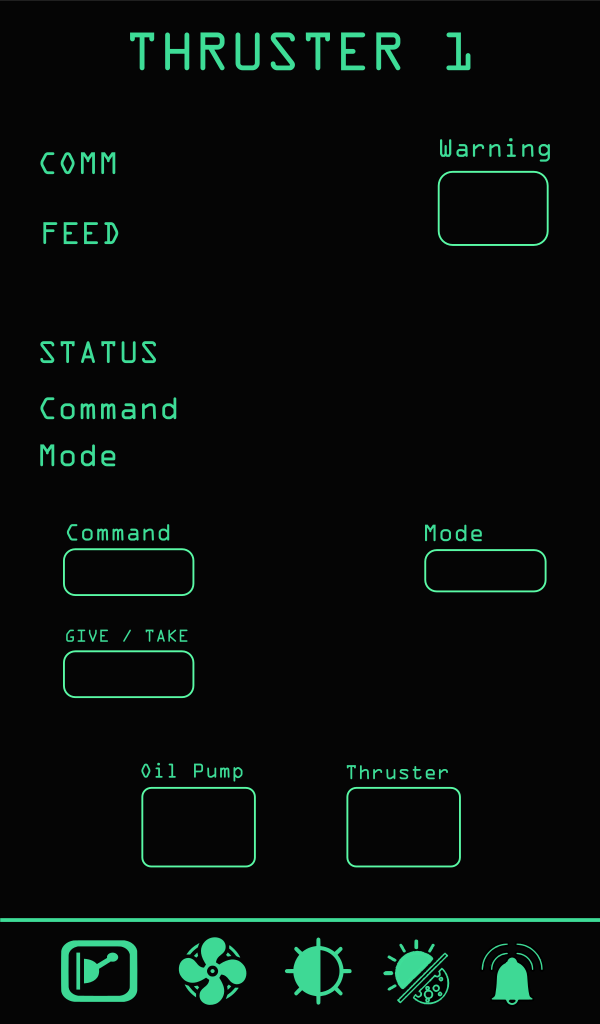 THRUSTER 1
COMM
Warning
FEED
STATUS
Command
Mode
Command
Mode
GIVE / TAKE
Oil Pump
Thruster